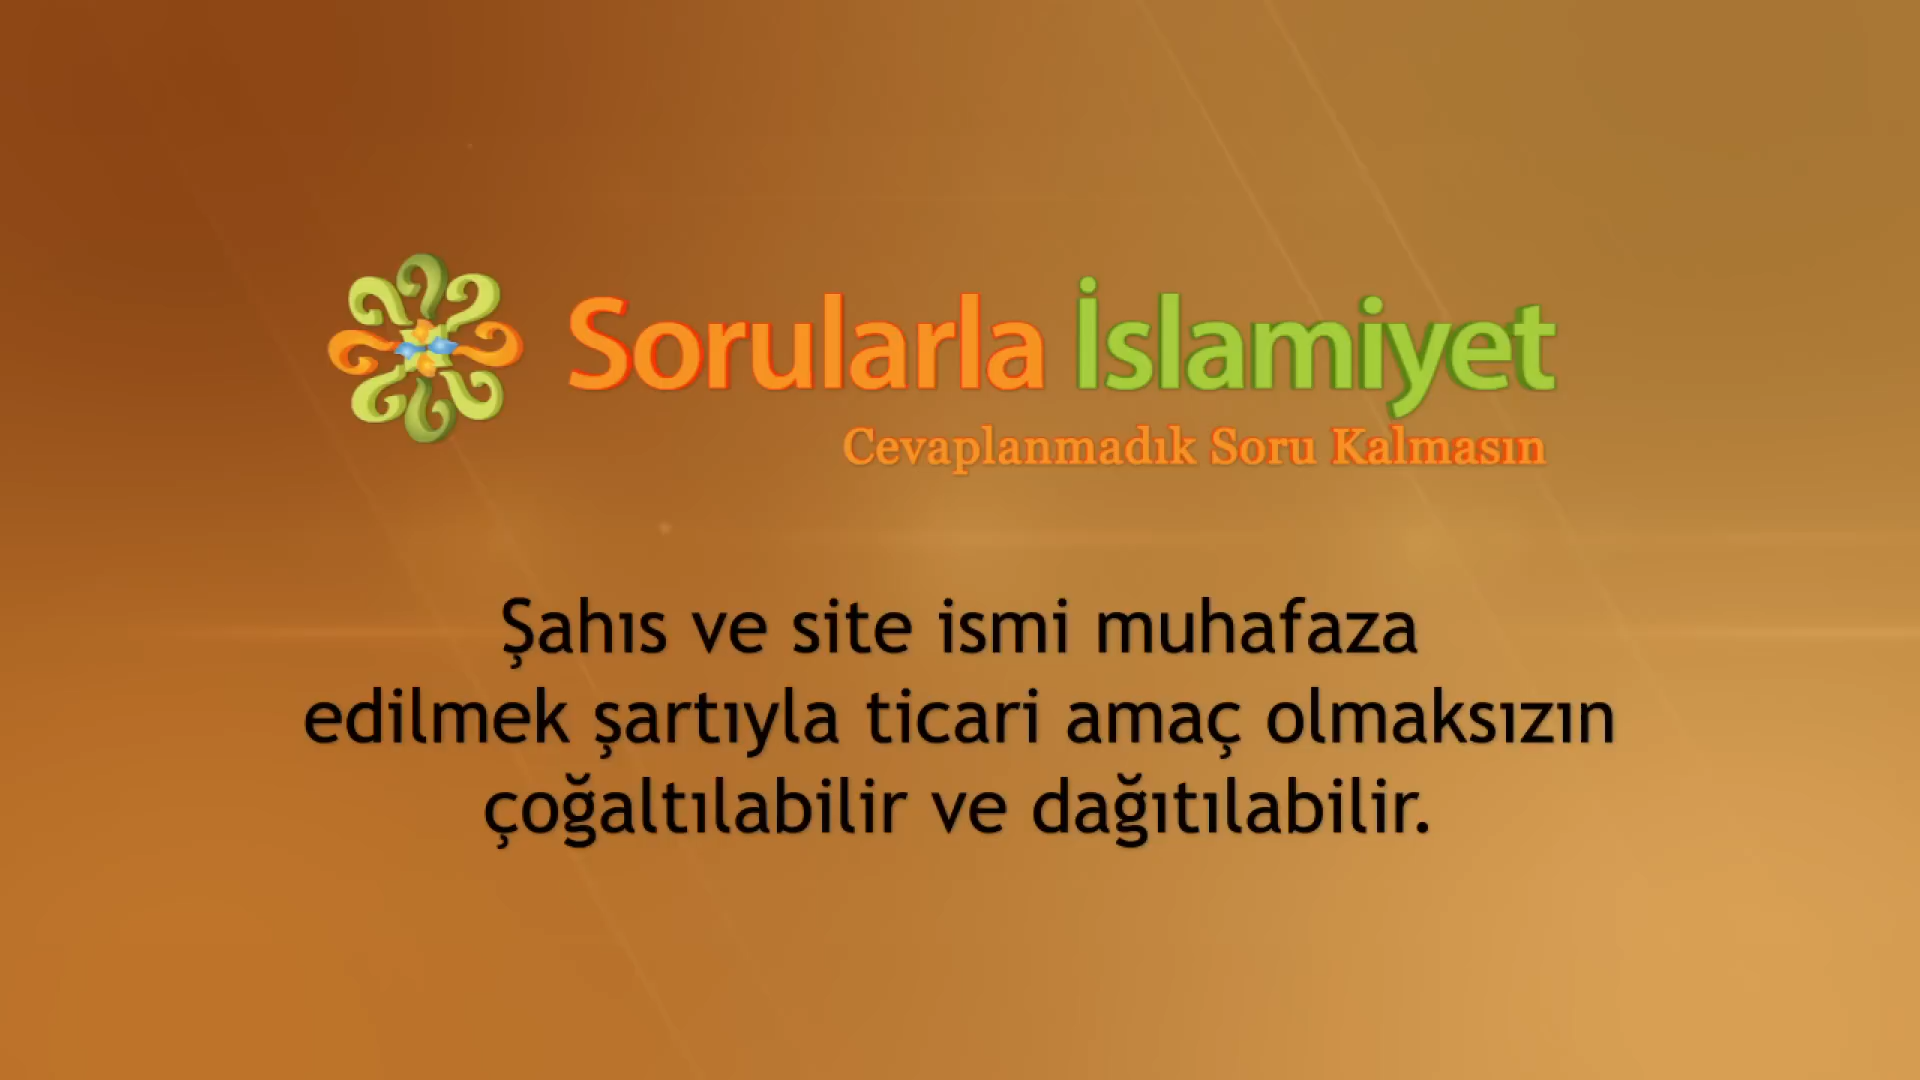 Sorularla İslamiyet
Cevaplanmadık Soru Kalmasın
Şahıs ve site ismi muhafaza
edilmek şartıyla ticari amaç olmaksızın
çoğaltılabilir ve dağıtılabilir.